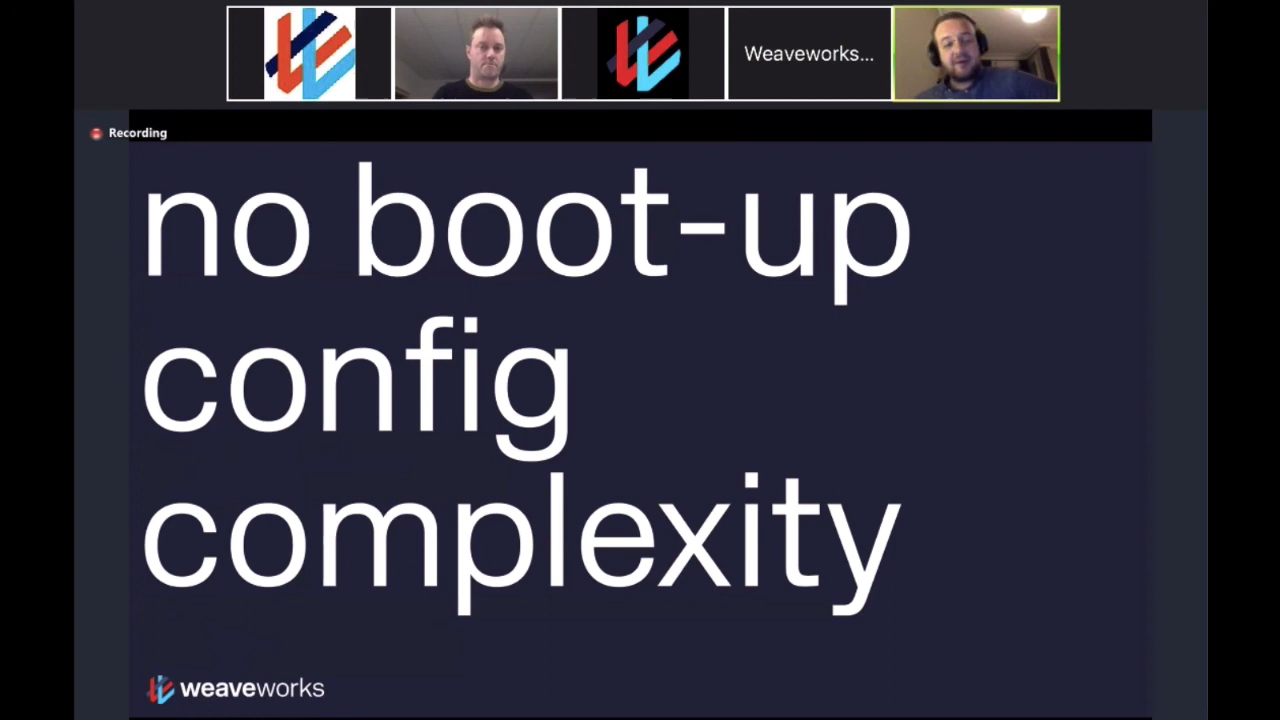 Weaveworks...
Recording
no boot-up
config
complexity
weaveworks